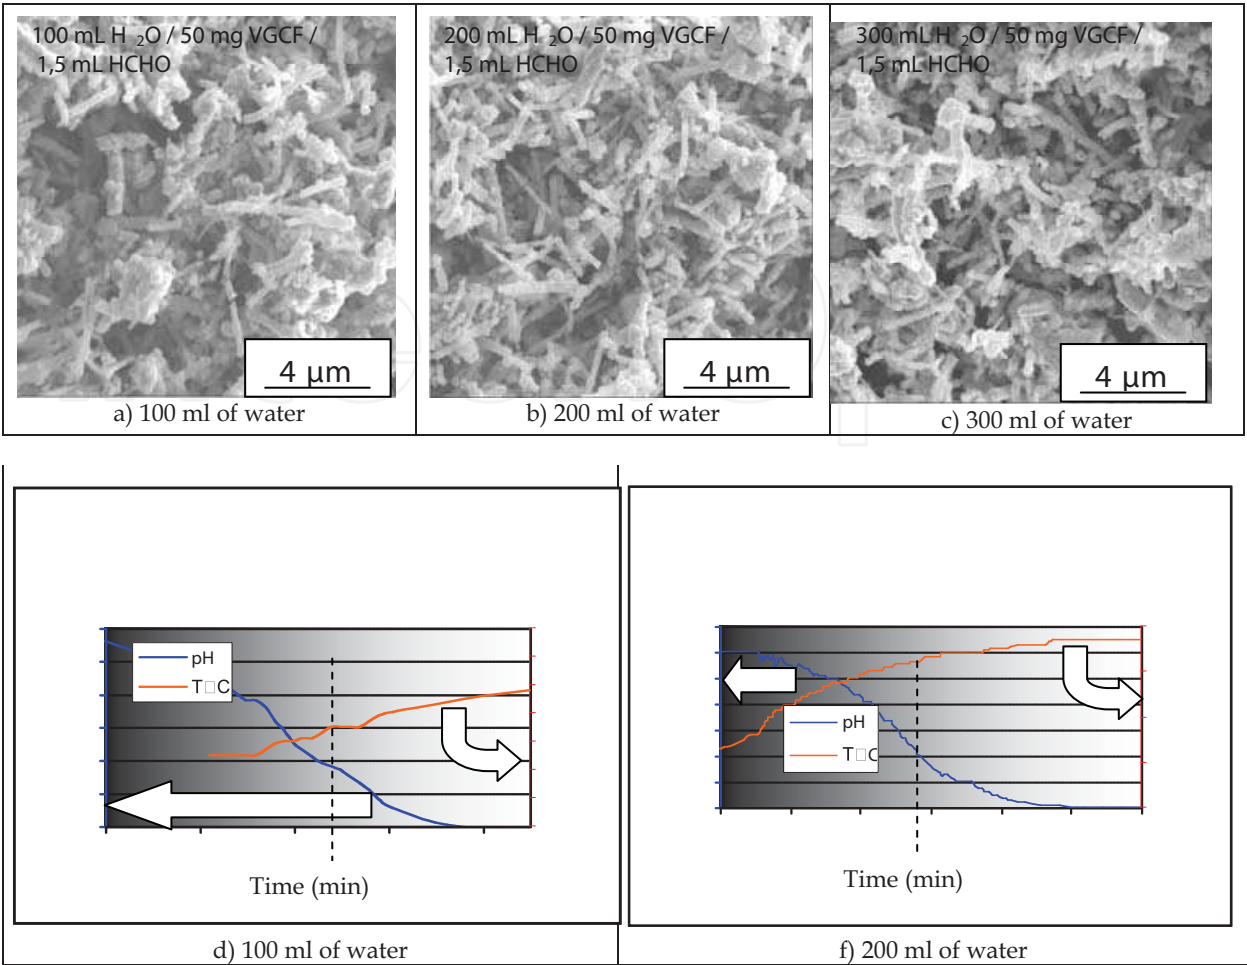 100 mL H 2O / 50 mg VGCF /
1,5 mL HCHO
4 µm
a) 100 ml of water
200 mL H 2O / 50 mg VGCF /
1,5 mL HCHO
4 µm
b) 200 ml of water
300 mL H 2O / 50 mg VGCF /
1,5 mL HCHO
4 µm
c) 300 ml of water
pH
T□C
Time (min)
d) 100 ml of water
pH
T□C
Time (min)
f) 200 ml of water